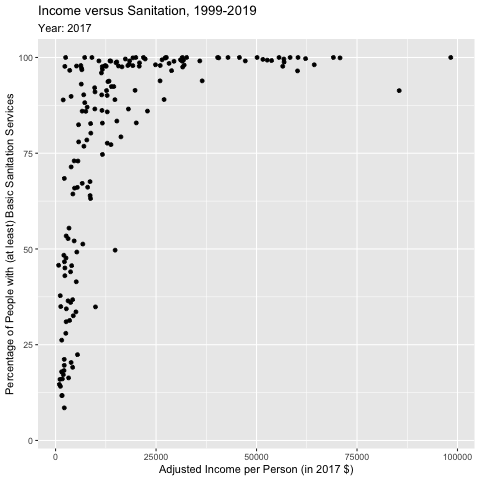 Income versus Sanitation, 1999-2019
Year: 2017
Percentage of People with (at least) Basic Sanitation Services
100
75
50
25
0
0 25000 50000 75000 100000
Adjusted Income per Person (in 2017 $)